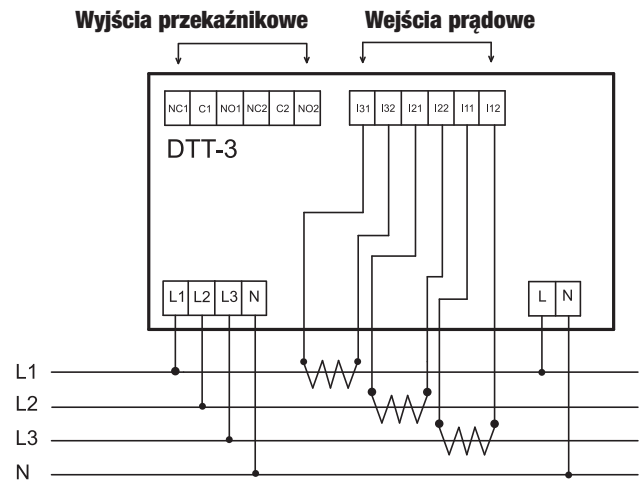 Wyjścia przekaźnikowe Wejścia prądowe
NC1 C1 NO1 NC2 C2 NO2 I31 I32 I21 I22 I11 I12
DTT-3
L1 L2 L3 N L N
L1
L2
L3
N